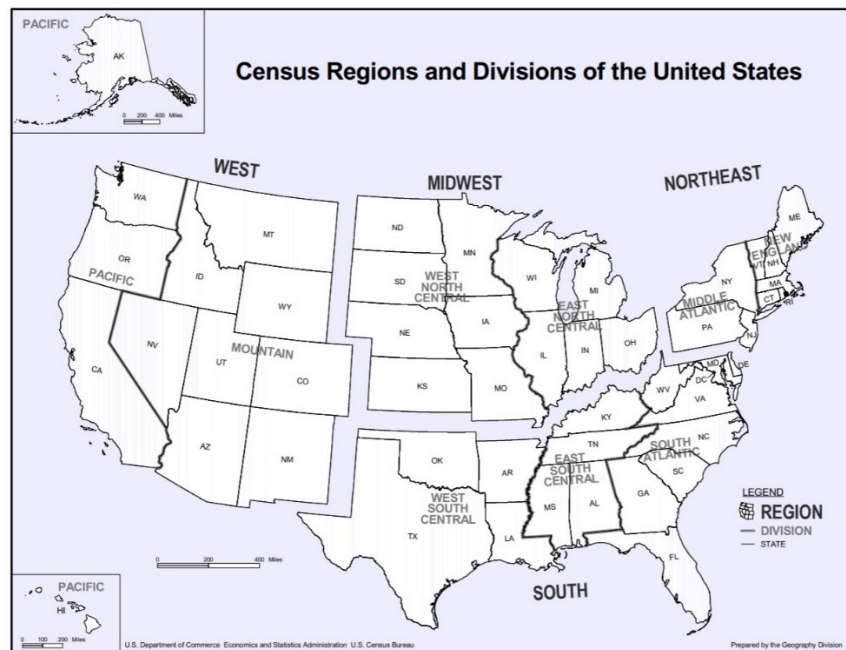 PACIFIC
AK
0 200 400 Miles
Census Regions and Divisions of the United States
WEST
MIDWEST
NORTHEAST
WA
MT
ND
MN
ME
OR
ID
SD
WI
MI
NY
VT
NH
NEW
ENGLAND
PACIFIC
WY
WEST
NORTH
CENTRAL
EAST
NORTH
CENTRAL
MIDDLE
ATLANTIC
MA
CT
RI
NV
UT
NE
IA
PA
NJ
MOUNTAIN
CA
CO
KS
MO
IL
IN
OH
WV
MD
DE
DC
VA
KY
AZ
NM
OK
AR
TN
NC
EAST
SOUTH
CENTRAL
SOUTH
ATLANTIC
SC
TX
WEST
SOUTH
CENTRAL
LA
MS
AL
GA
FL
LEGEND
REGION
DIVISION
STATE
0 200 400 Miles
SOUTH
PACIFIC
HI
0 100 200 Miles
U.S. Department of Commerce Economics and Statistics Administration U.S. Census Bureau
Prepared by the Geography Division